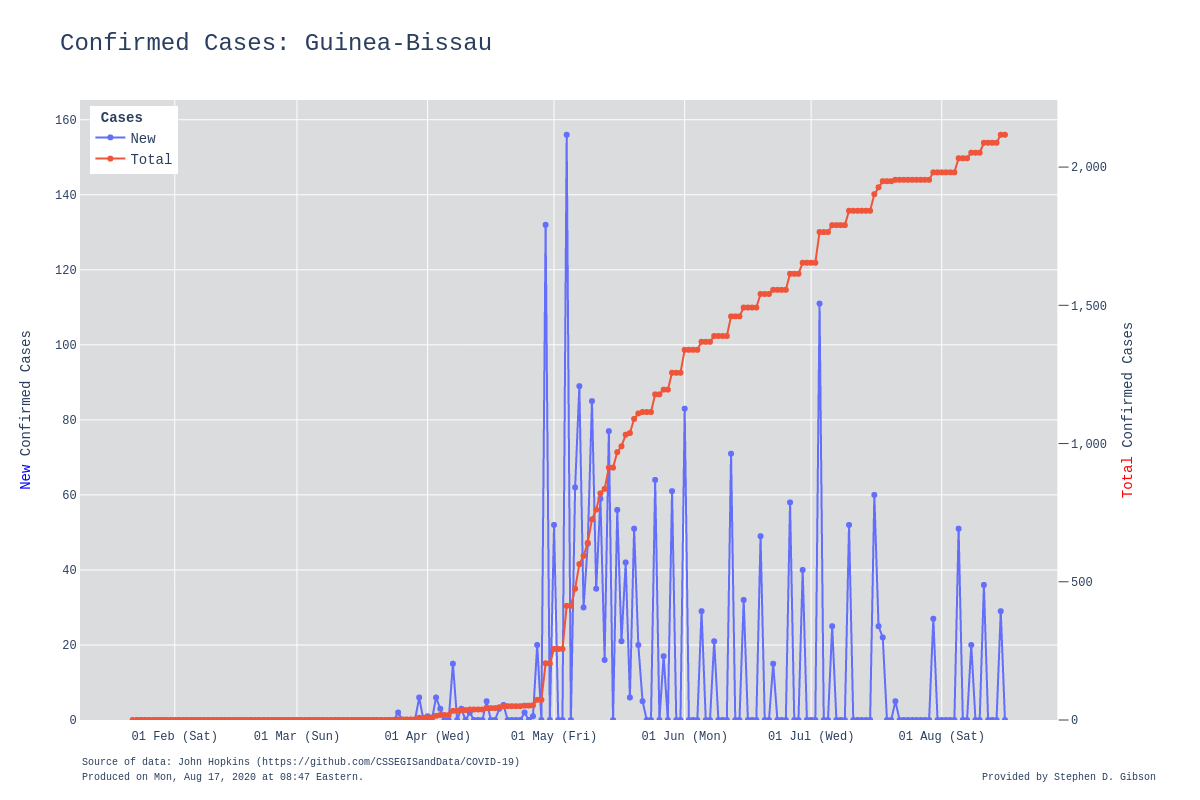 Confirmed Cases: Guinea-Bissau
Cases
New
Total
160
140
120
100
80
60
40
20
0
2,000
1,500
1,000
500
0
New Confirmed Cases
Total Confirmed Cases
01 Feb (Sat)
01 Mar (Sun)
01 Apr (Wed)
01 May (Fri)
01 Jun (Mon)
01 Jul (Wed)
01 Aug (Sat)
Source of data: John Hopkins (https://github.com/CSSEGISandData/COVID-19)
Produced on Mon, Aug 17, 2020 at 08:47 Eastern.
Provided by Stephen D. Gibson